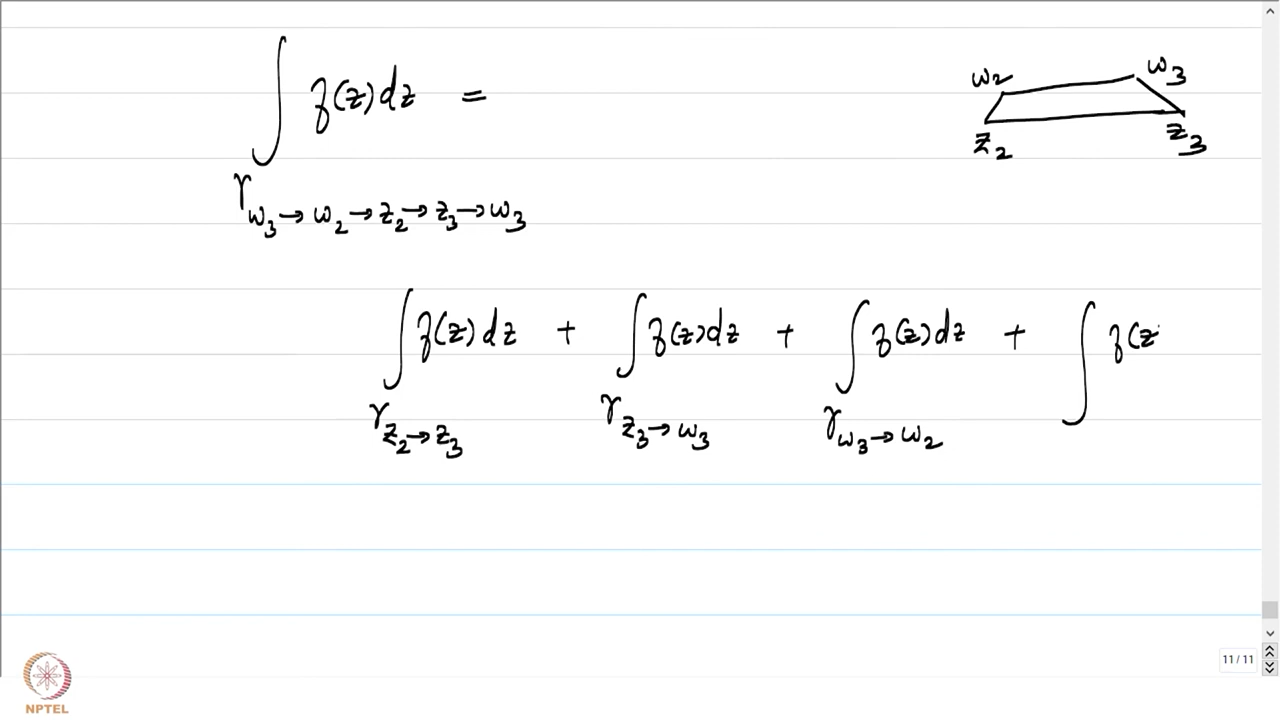 ∫ f(z) dz =
w₂ w₃
z₂ z₃
γ_{w₃→w₂→z₂→z₃→w₃}
∫ f(z) dz + ∫ f(z) dz + ∫ f(z) dz + ∫ f(z
γ_{z₂→z₃} γ_{z₃→w₃} γ_{w₃→w₂}
11 / 11
NPTEL